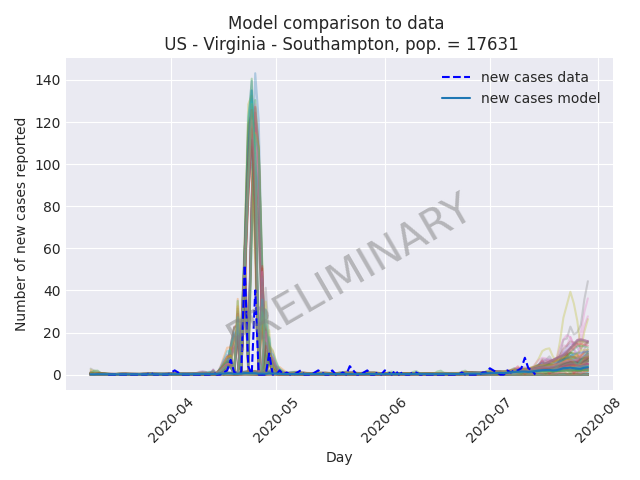 Model comparison to data
US - Virginia - Southampton, pop. = 17631
new cases data
new cases model
Number of new cases reported
140
120
100
80
60
40
20
0
PRELIMINARY
2020-04
2020-05
2020-06
2020-07
2020-08
Day